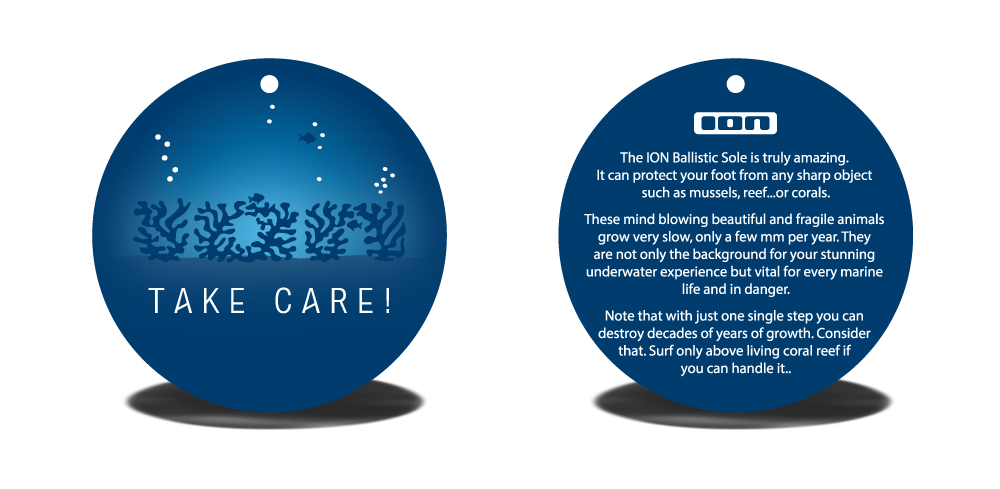 TAKE CARE!
ion
The ION Ballistic Sole is truly amazing.
It can protect your foot from any sharp object
such as mussels, reef...or corals.
These mind blowing beautiful and fragile animals
grow very slow, only a few mm per year. They
are not only the background for your stunning
underwater experience but vital for every marine
life and in danger.
Note that with just one single step you can
destroy decades of years of growth. Consider
that. Surf only above living coral reef if
you can handle it..